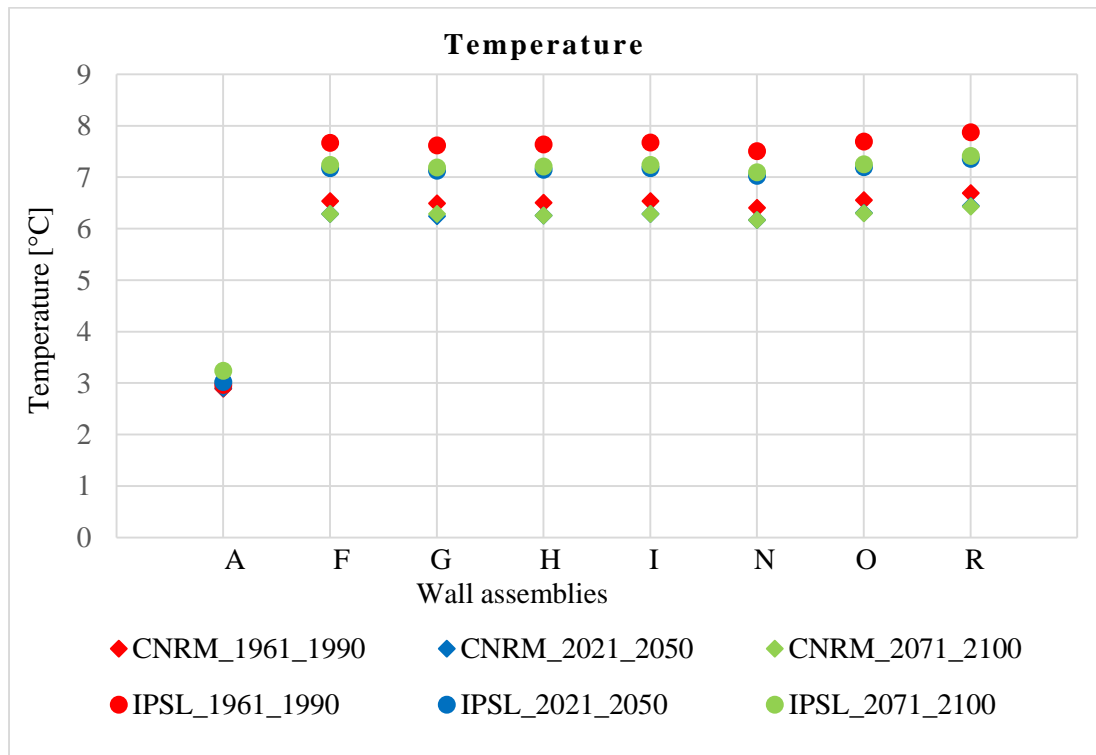 Temperature
9
8
7
6
5
4
3
2
1
0
Temperature [°C]
A F G H I N O R
Wall assemblies
CNRM_1961_1990 CNRM_2021_2050 CNRM_2071_2100
IPSL_1961_1990 IPSL_2021_2050 IPSL_2071_2100